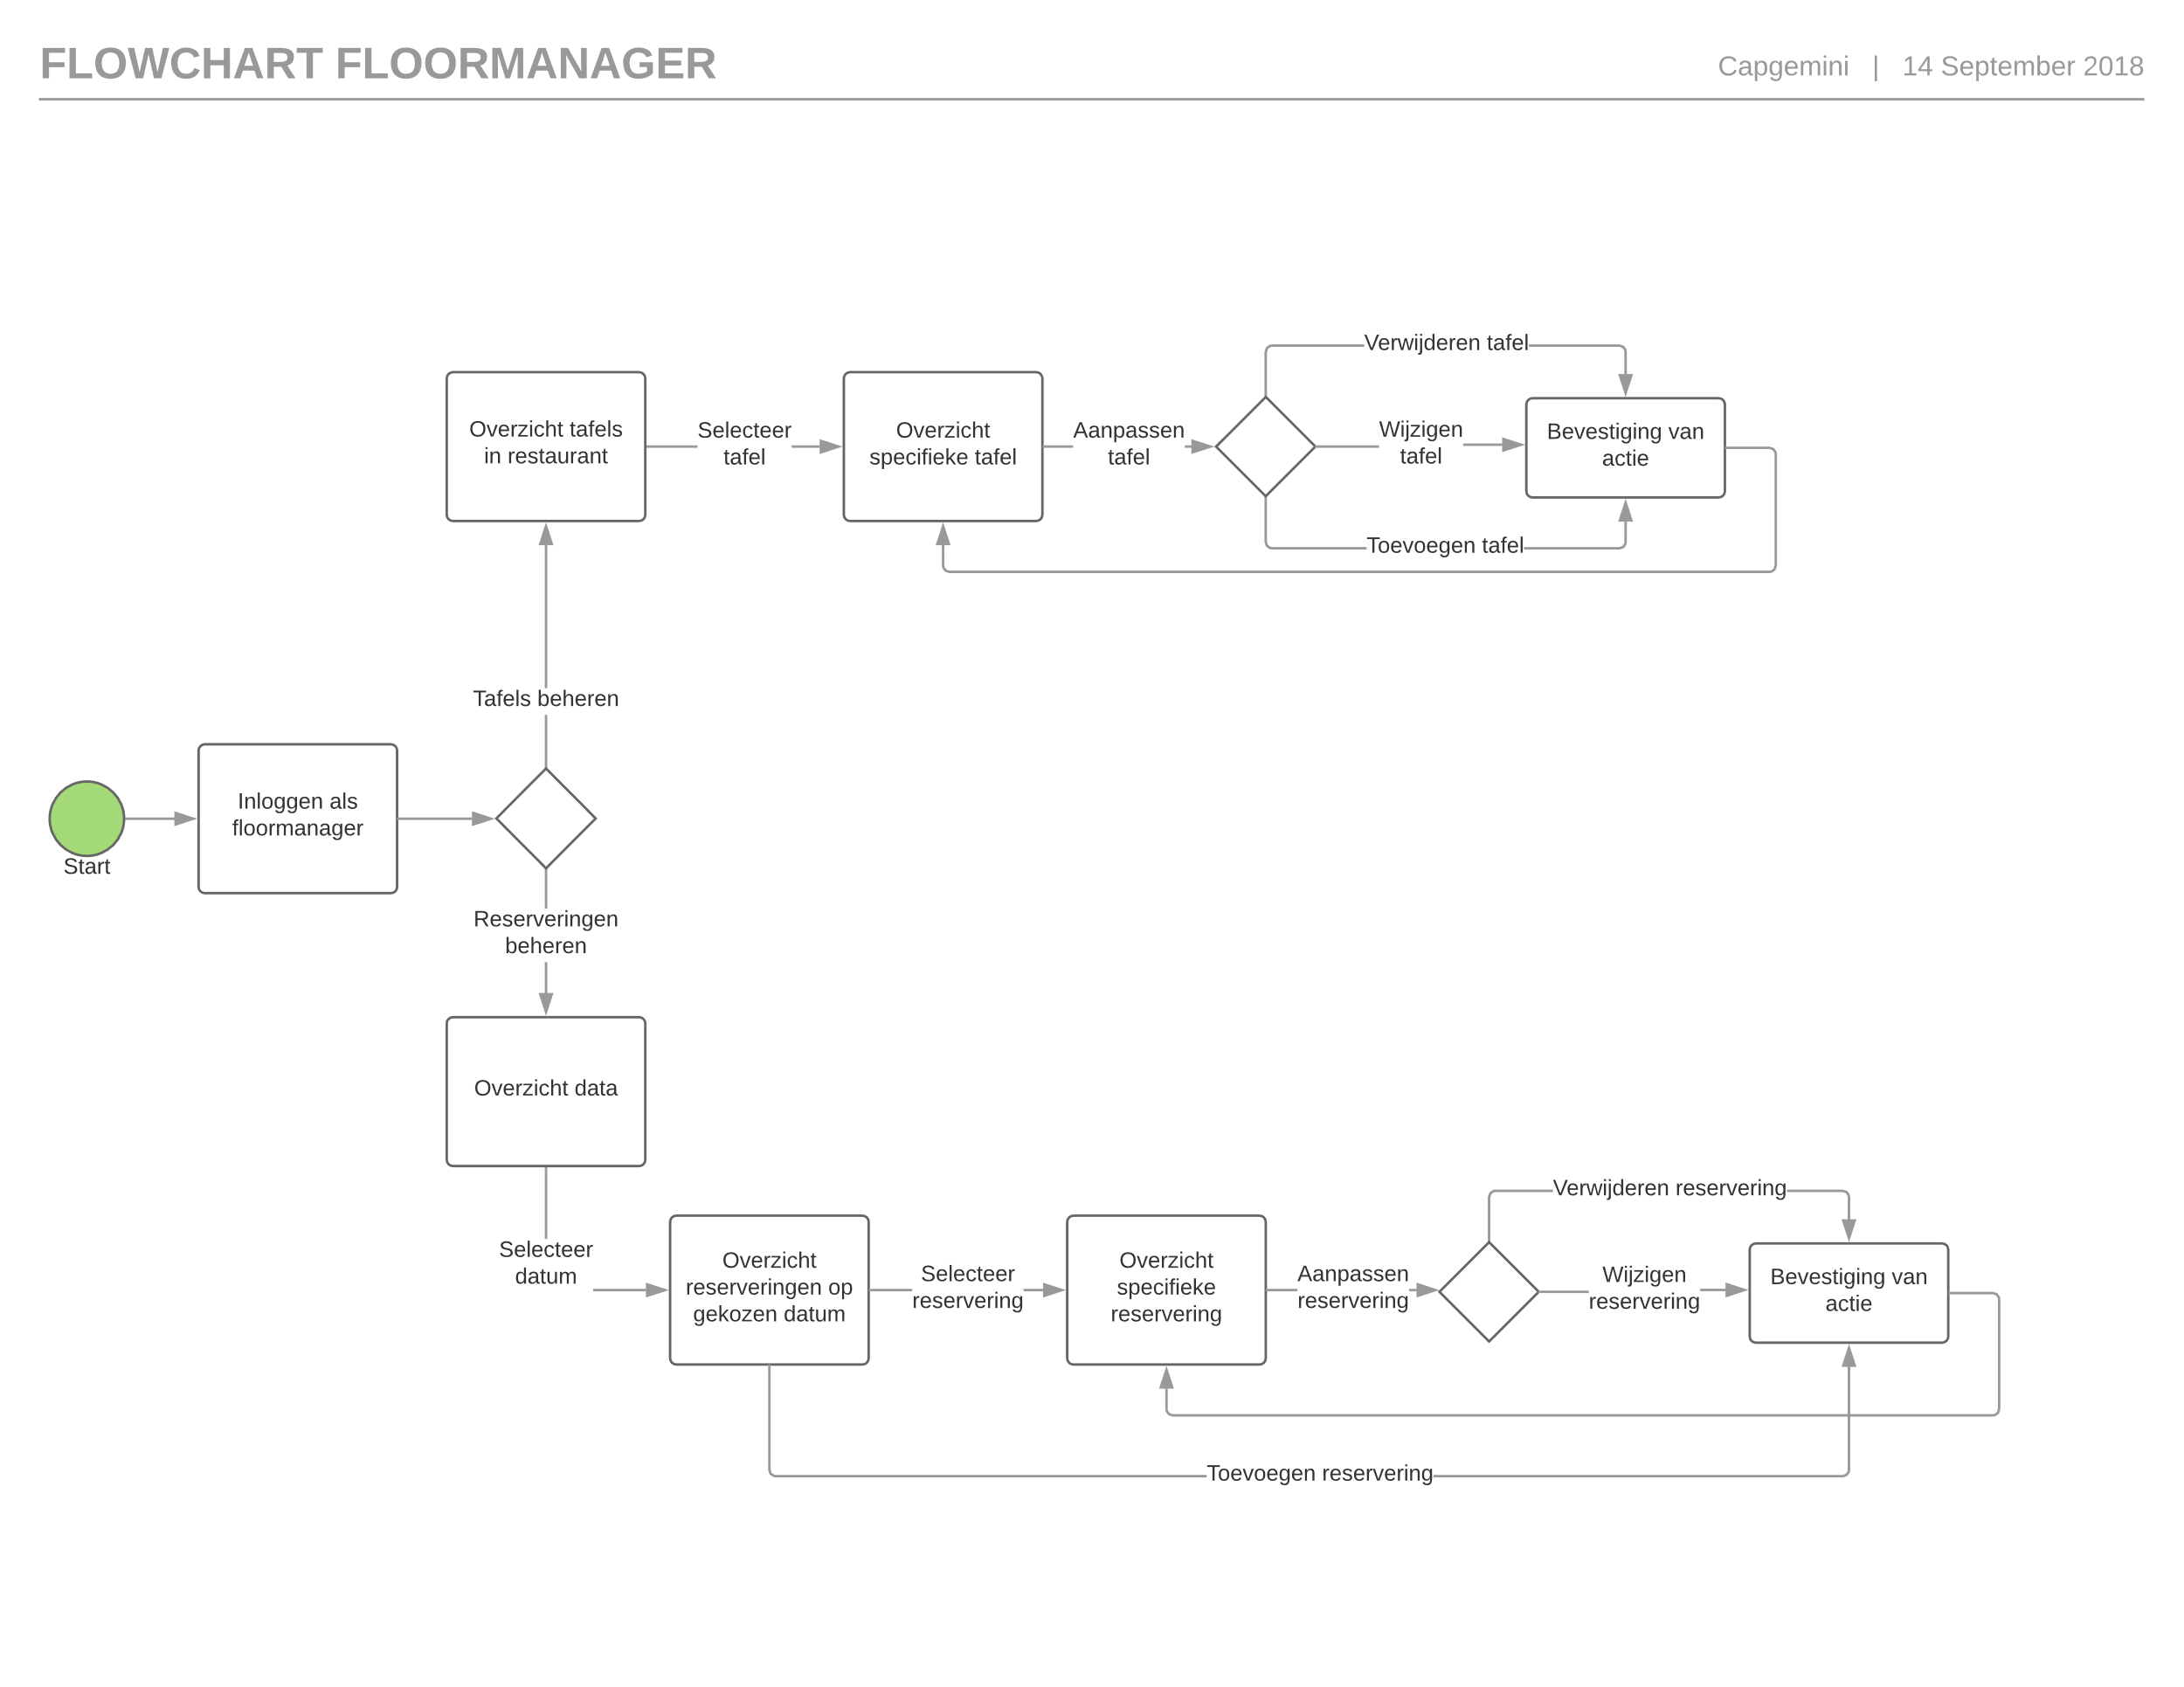 FLOWCHART FLOORMANAGER
Capgemini | 14 September 2018
Verwijderen tafel
Overzicht tafels
in restaurant
Selecteer
tafel
Overzicht
specifieke tafel
Aanpassen
tafel
Wijzigen
tafel
Bevestiging van
actie
Toevoegen tafel
Tafels beheren
Inloggen als
floormanager
Start
Reserveringen
beheren
Overzicht data
Selecteer
datum
Overzicht
reserveringen op
gekozen datum
Selecteer
reservering
Overzicht
specifieke
reservering
Aanpassen
reservering
Verwijderen reservering
Wijzigen
reservering
Bevestiging van
actie
Toevoegen reservering